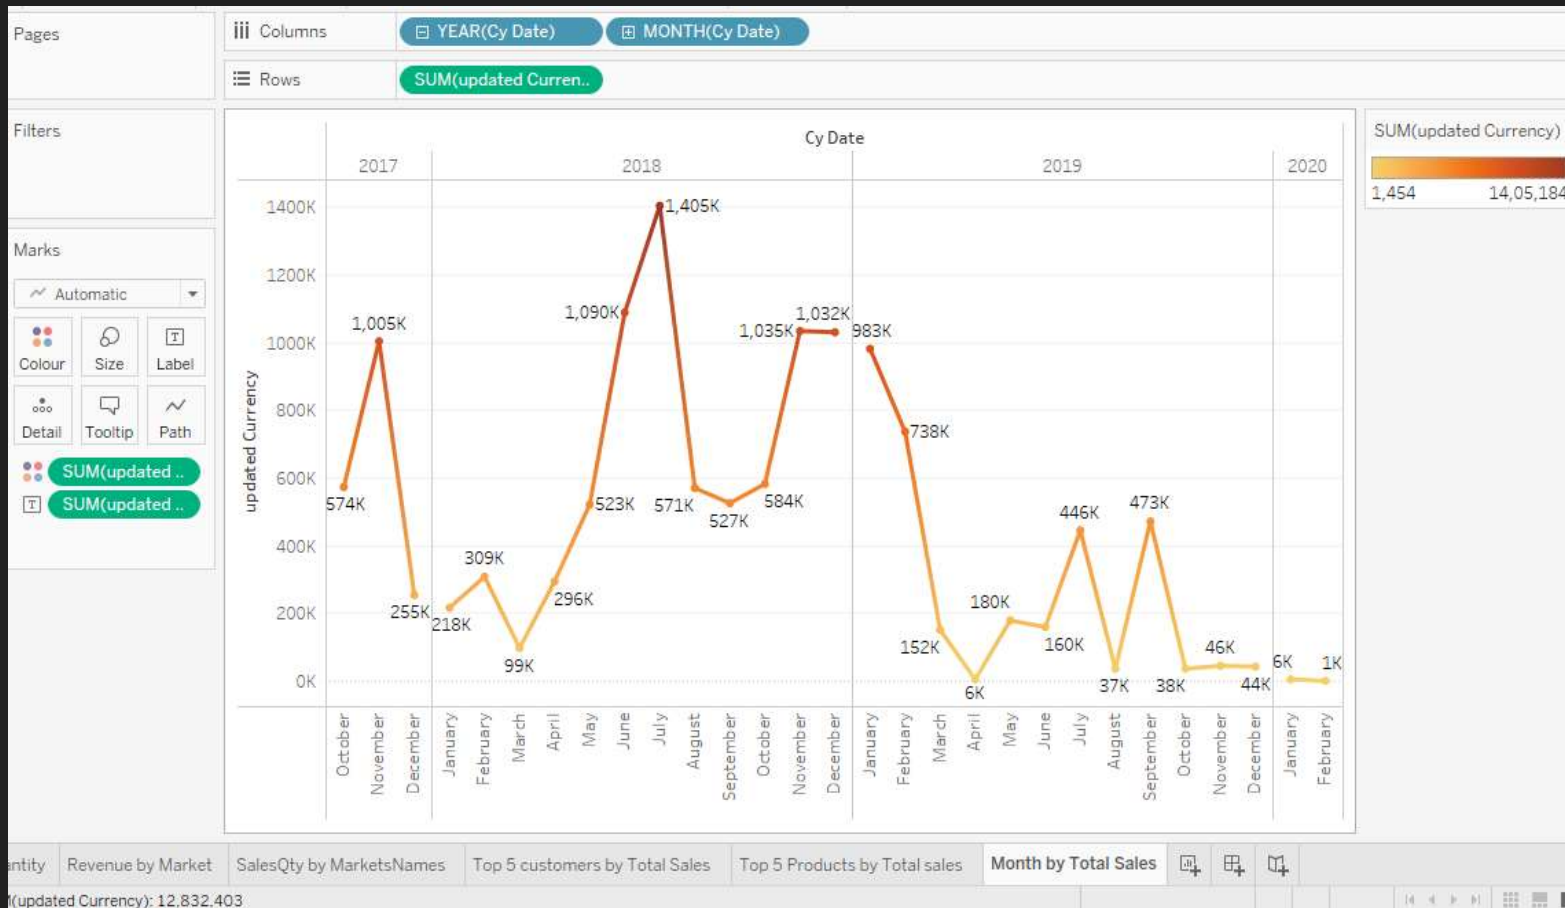 Pages
Columns
YEAR(Cy Date)
MONTH(Cy Date)
Rows
SUM(updated Curren..
Filters
Marks
Automatic
Colour
Size
Label
Detail
Tooltip
Path
SUM(updated ..
SUM(updated ..
Cy Date
2017
2018
2019
2020
updated Currency
1400K
1200K
1000K
800K
600K
400K
200K
0K
574K
1,005K
255K
218K
309K
99K
296K
523K
1,090K
1,405K
571K
527K
584K
1,035K
1,032K
983K
738K
152K
6K
180K
160K
446K
37K
473K
38K
46K
44K
6K
1K
October
November
December
January
February
March
April
May
June
July
August
September
October
November
December
January
February
March
April
May
June
July
August
September
October
November
December
January
February
SUM(updated Currency)
1,454 14,05,184
antity
Revenue by Market
SalesQty by MarketsNames
Top 5 customers by Total Sales
Top 5 Products by Total sales
Month by Total Sales
(updated Currency): 12,832,403